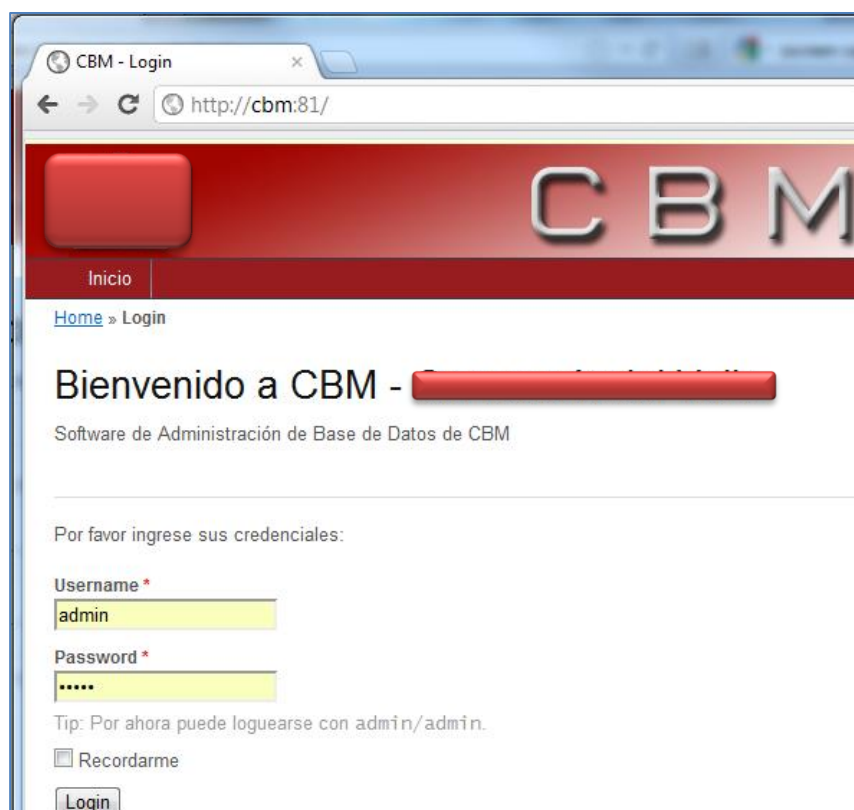 CBM - Login
http://cbm:81/
C B M
Inicio
Home » Login
Bienvenido a CBM -
Software de Administración de Base de Datos de CBM
Por favor ingrese sus credenciales:
Username *
admin
Password *
•••••
Tip: Por ahora puede loguearse con admin/admin.
Recordarme
Login